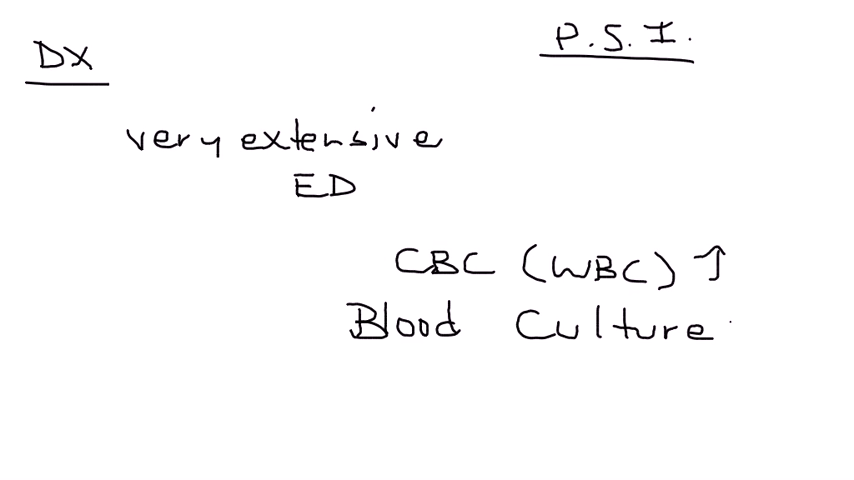 DX
P.S.I.
very extensive
ED
CBC (WBC) ↑
Blood Culture